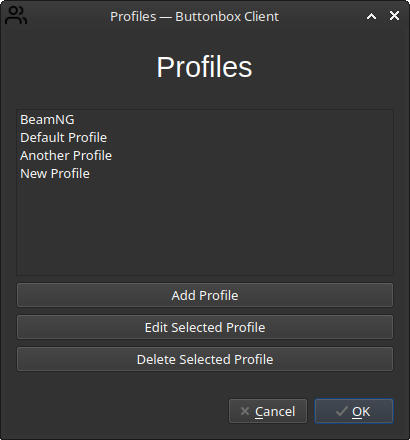 Profiles — Buttonbox Client
Profiles
BeamNG
Default Profile
Another Profile
New Profile
Add Profile
Edit Selected Profile
Delete Selected Profile
Cancel
OK